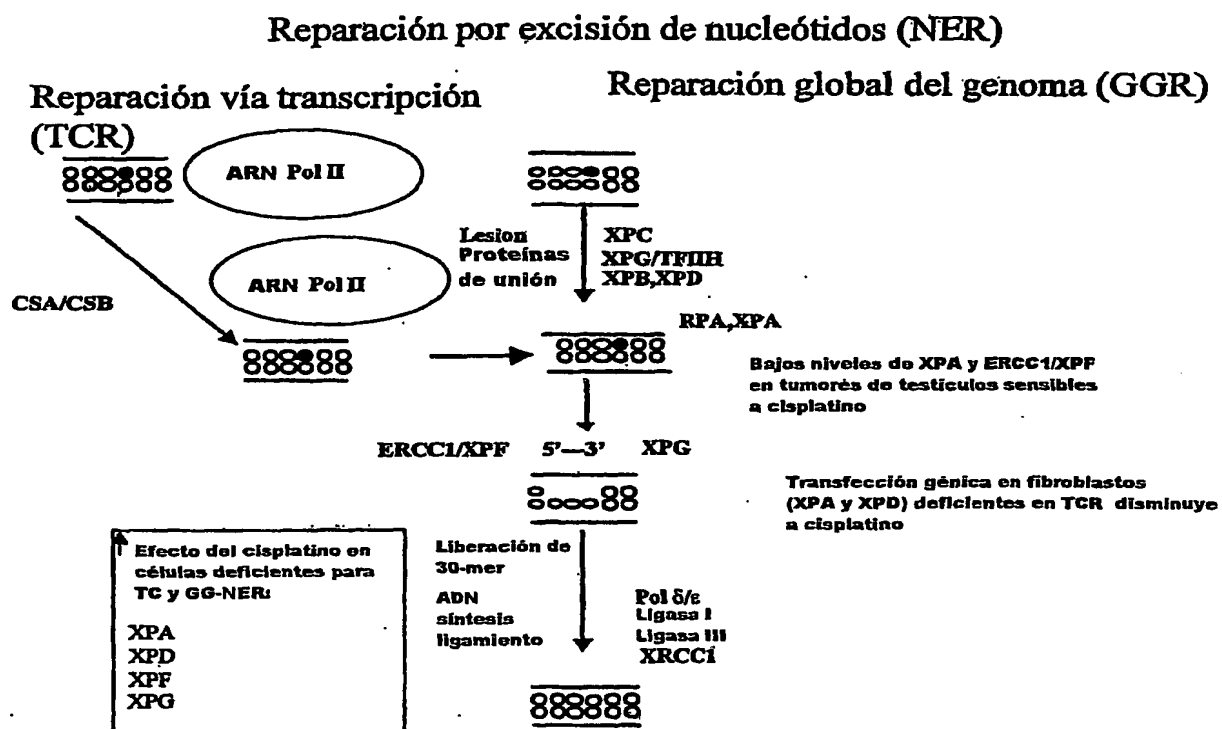 Reparación por excisión de nucleótidos (NER)
Reparación vía transcripción
(TCR)
Reparación global del genoma (GGR)
ARN Pol II
ARN Pol II
CSA/CSB
Lesion
Proteínas
de unión
XPC
XPG/TFIIH
XPB,XPD
RPA,XPA
Bajos niveles de XPA y ERCC1/XPF
en tumores de testículos sensibles
a cisplatino
ERCC1/XPF 5'—3' XPG
Transfección génica en fibroblastos
(XPA y XPD) deficientes en TCR disminuye
a cisplatino
Efecto del cisplatino en
células deficientes para
TC y GG-NER:
XPA
XPD
XPF
XPG
Liberación de
30-mer
ADN
síntesis
ligamiento
Pol δ/ε
Ligasa I
Ligasa III
XRCC1